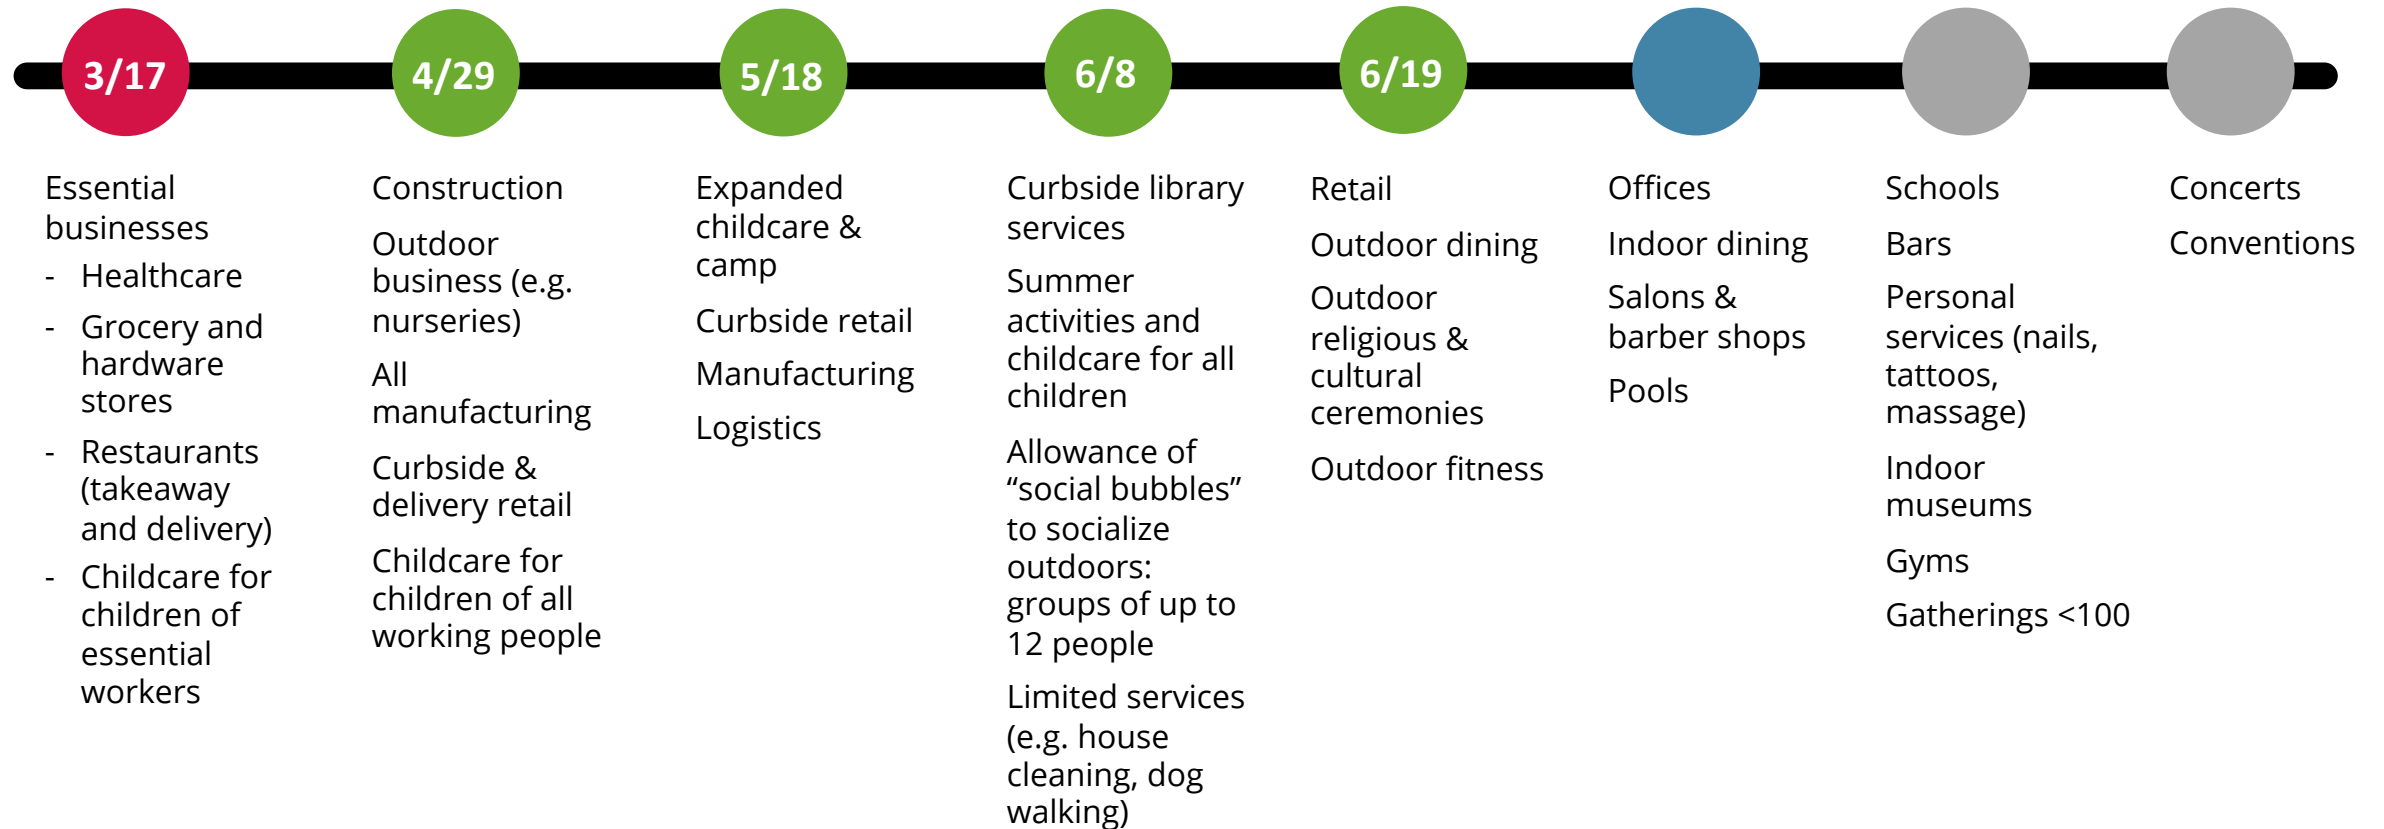 3/17
4/29
5/18
6/8
6/19
Essential
businesses
- Healthcare
- Grocery and
hardware
stores
- Restaurants
(takeaway
and delivery)
- Childcare for
children of
essential
workers
Construction
Outdoor
business (e.g.
nurseries)
All
manufacturing
Curbside &
delivery retail
Childcare for
children of all
working people
Expanded
childcare &
camp
Curbside retail
Manufacturing
Logistics
Curbside library
services
Summer
activities and
childcare for all
children
Allowance of
“social bubbles”
to socialize
outdoors:
groups of up to
12 people
Limited services
(e.g. house
cleaning, dog
walking)
Retail
Outdoor dining
Outdoor
religious &
cultural
ceremonies
Outdoor fitness
Offices
Indoor dining
Salons &
barber shops
Pools
Schools
Bars
Personal
services (nails,
tattoos,
massage)
Indoor
museums
Gyms
Gatherings <100
Concerts
Conventions